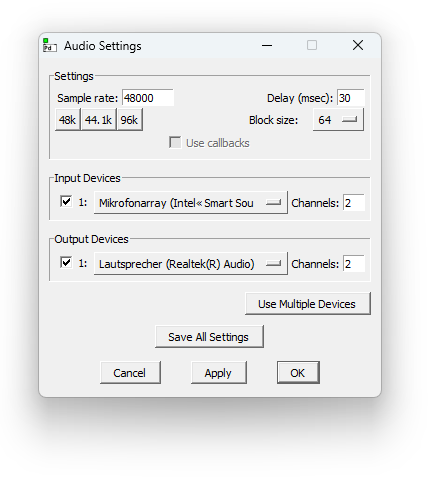 Pd Audio Settings
Settings
Sample rate: 48000 Delay (msec): 30
48k 44.1k 96k Block size: 64
Use callbacks
Input Devices
1: Mikrofonarray (Intel« Smart Sou Channels: 2
Output Devices
1: Lautsprecher (Realtek(R) Audio) Channels: 2
Use Multiple Devices
Save All Settings
Cancel Apply OK